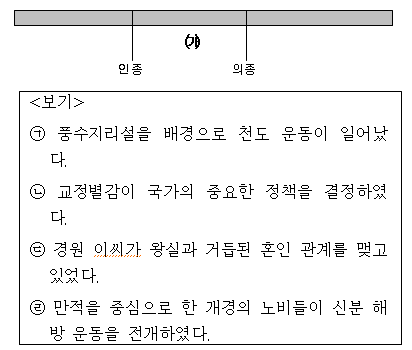 (가)
인종 의종
<보기>
㉠ 풍수지리설을 배경으로 천도 운동이 일어났
다.
㉡ 교정별감이 국가의 중요한 정책을 결정하였
다.
㉢ 경원 이씨가 왕실과 거듭된 혼인 관계를 맺고
있었다.
㉣ 만적을 중심으로 한 개경의 노비들이 신분 해
방 운동을 전개하였다.